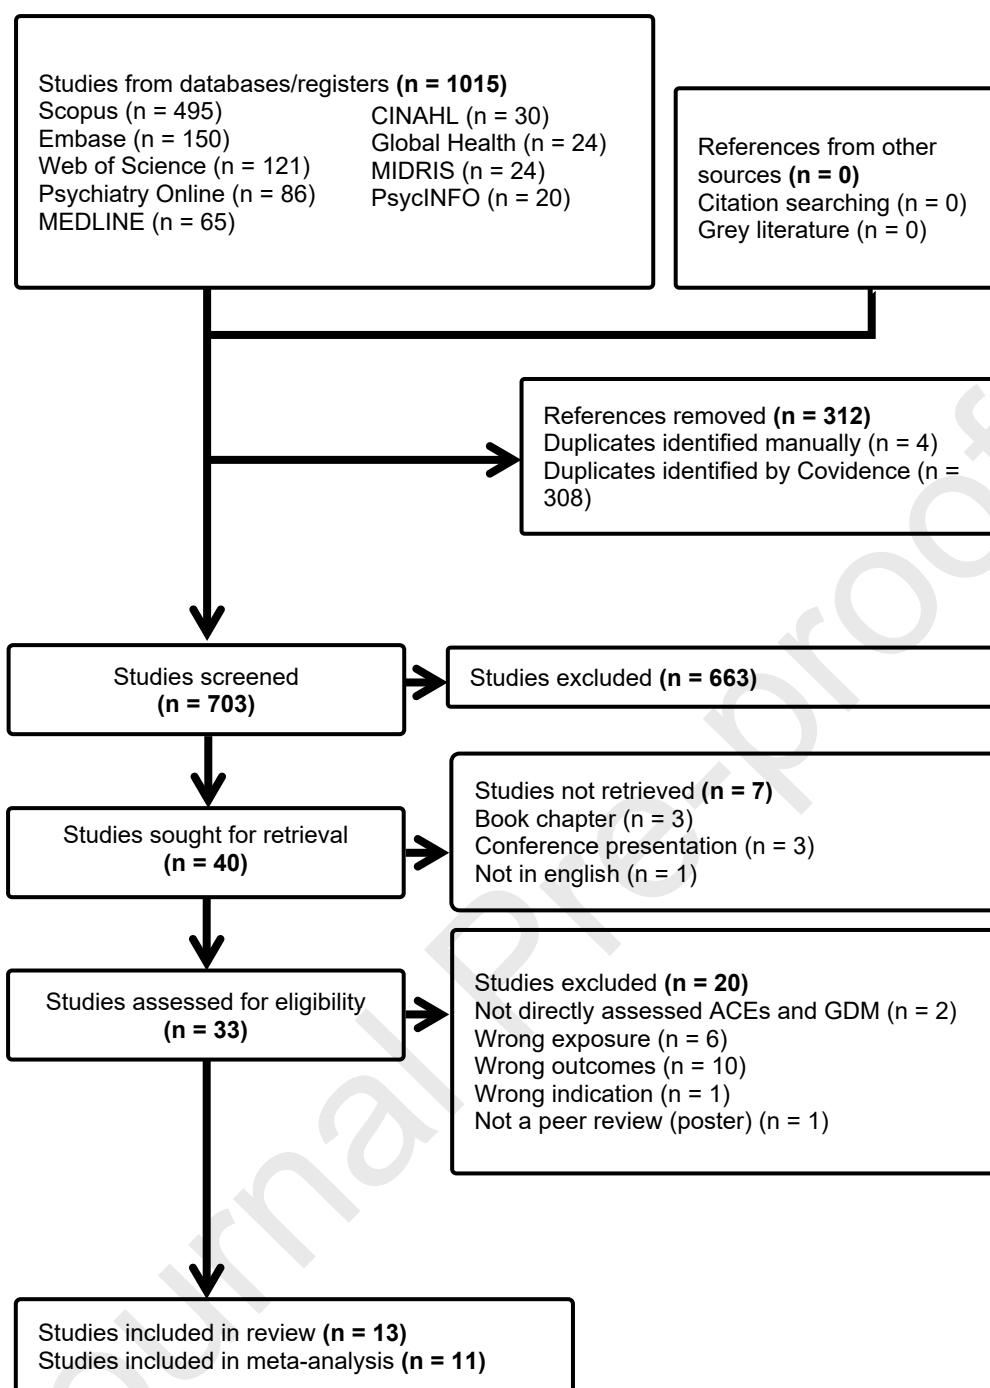 Studies from databases/registers (n = 1015)
Scopus (n = 495)
Embase (n = 150)
Web of Science (n = 121)
Psychiatry Online (n = 86)
MEDLINE (n = 65)
CINAHL (n = 30)
Global Health (n = 24)
MIDRIS (n = 24)
PsycINFO (n = 20)
References from other
sources (n = 0)
Citation searching (n = 0)
Grey literature (n = 0)
References removed (n = 312)
Duplicates identified manually (n = 4)
Duplicates identified by Covidence (n =
308)
Studies screened
(n = 703)
Studies excluded (n = 663)
Studies sought for retrieval
(n = 40)
Studies not retrieved (n = 7)
Book chapter (n = 3)
Conference presentation (n = 3)
Not in english (n = 1)
Studies assessed for eligibility
(n = 33)
Studies excluded (n = 20)
Not directly assessed ACEs and GDM (n = 2)
Wrong exposure (n = 6)
Wrong outcomes (n = 10)
Wrong indication (n = 1)
Not a peer review (poster) (n = 1)
Studies included in review (n = 13)
Studies included in meta-analysis (n = 11)
Journal Pre-proof